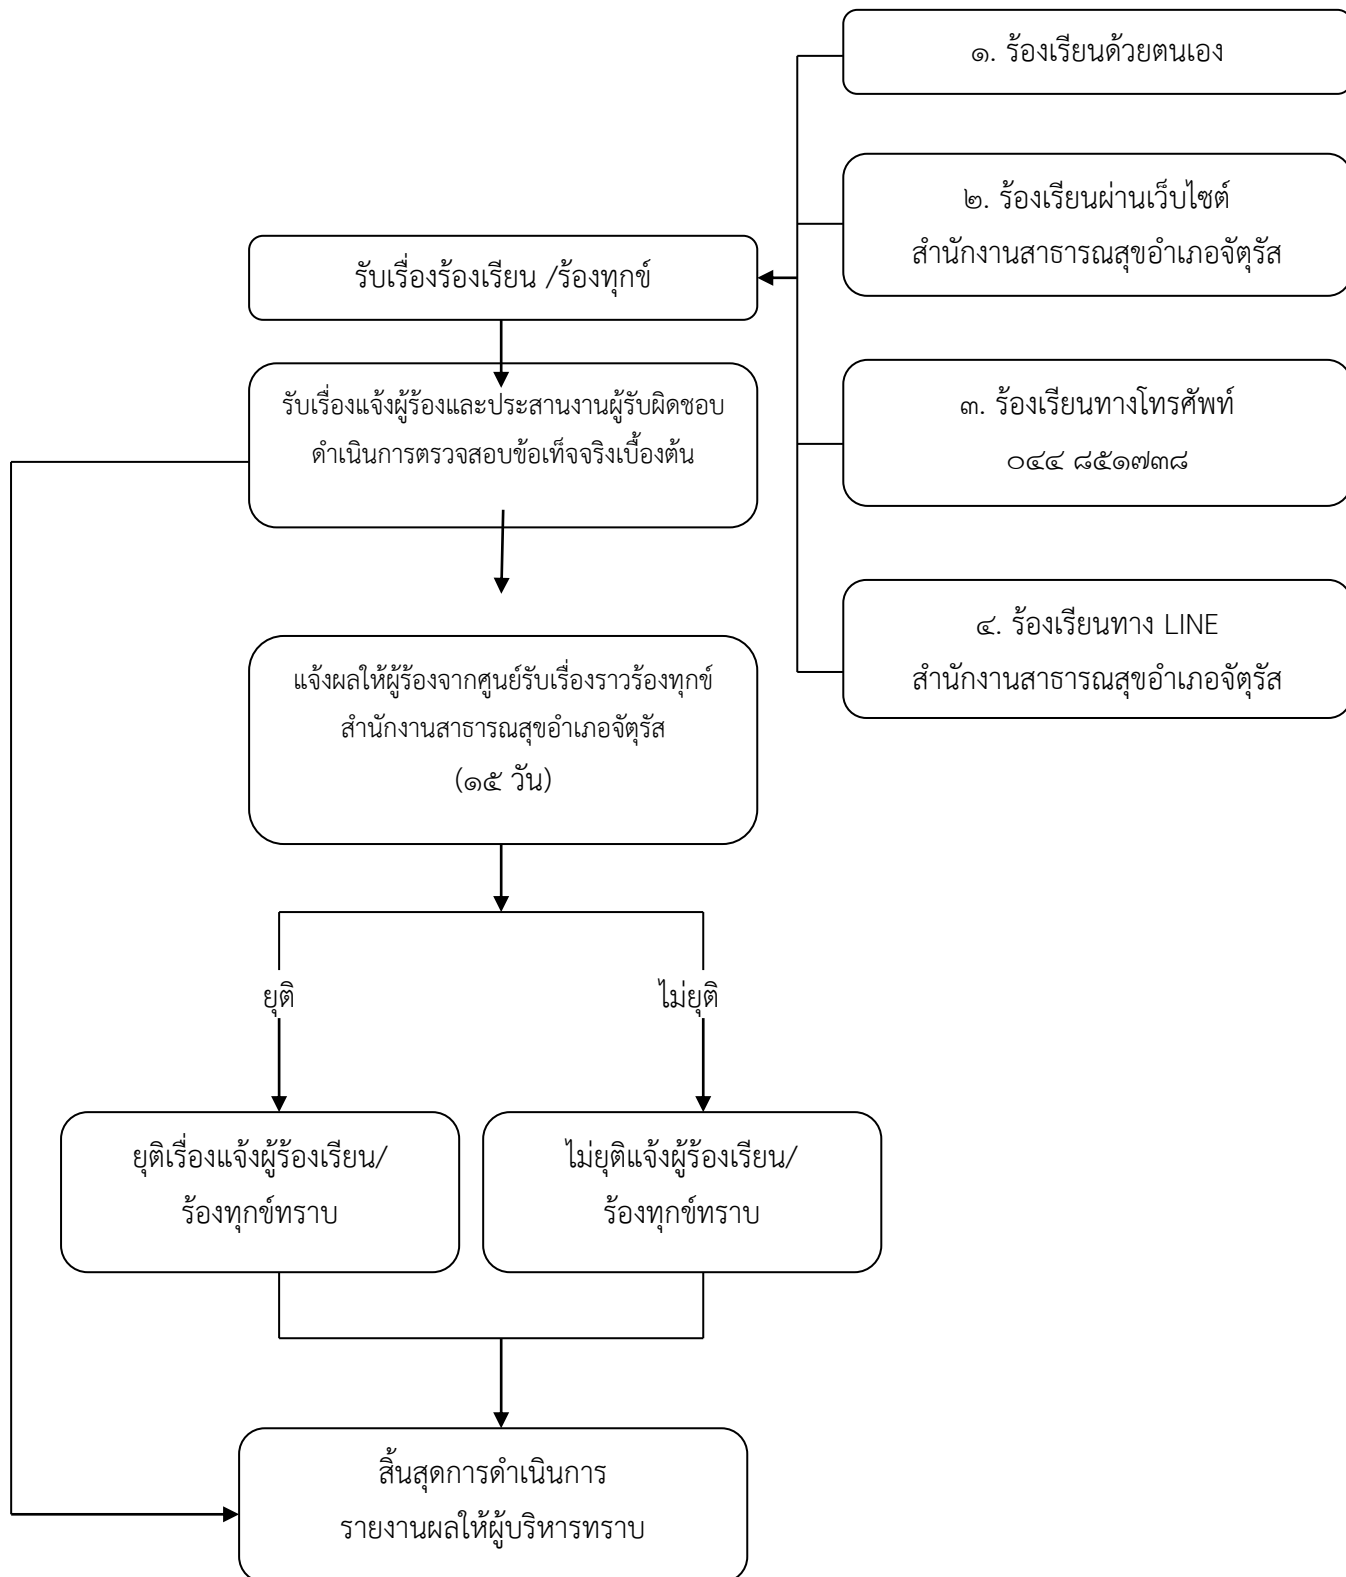 ๑. ร้องเรียนด้วยตนเอง
๒. ร้องเรียนผ่านเว็บไซต์
สำนักงานสาธารณสุขอำเภอจัตุรัส
รับเรื่องร้องเรียน /ร้องทุกข์
รับเรื่องแจ้งผู้ร้องและประสานงานผู้รับผิดชอบ
ดำเนินการตรวจสอบข้อเท็จจริงเบื้องต้น
๓. ร้องเรียนทางโทรศัพท์
๐๔๔ ๘๕๑๗๓๘
๔. ร้องเรียนทาง LINE
สำนักงานสาธารณสุขอำเภอจัตุรัส
แจ้งผลให้ผู้ร้องจากศูนย์รับเรื่องราวร้องทุกข์
สำนักงานสาธารณสุขอำเภอจัตุรัส
(๑๕ วัน)
ยุติ
ไม่ยุติ
ยุติเรื่องแจ้งผู้ร้องเรียน/
ร้องทุกข์ทราบ
ไม่ยุติแจ้งผู้ร้องเรียน/
ร้องทุกข์ทราบ
สิ้นสุดการดำเนินการ
รายงานผลให้ผู้บริหารทราบ